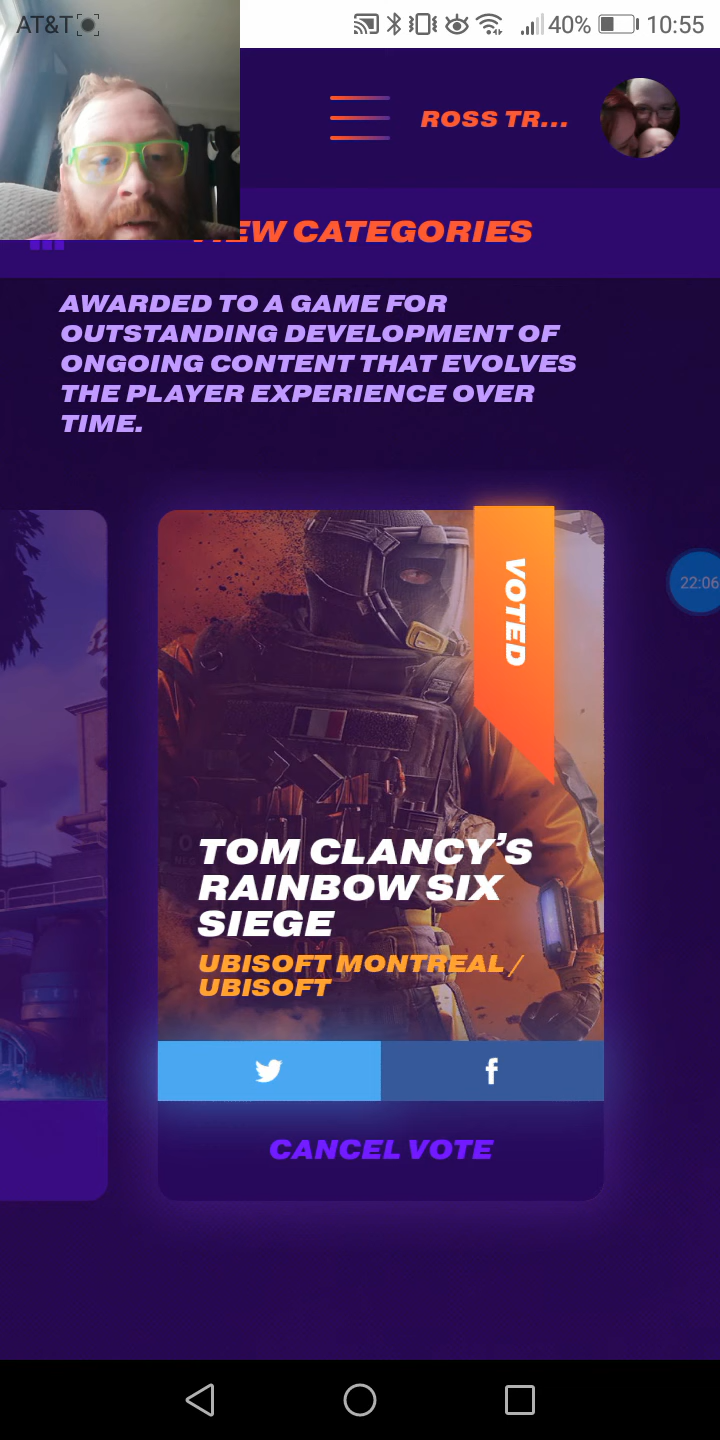 AT&T 40% 10:55
ROSS TR...
VIEW CATEGORIES
AWARDED TO A GAME FOR
OUTSTANDING DEVELOPMENT OF
ONGOING CONTENT THAT EVOLVES
THE PLAYER EXPERIENCE OVER
TIME.
VOTED
22:06
TOM CLANCY'S
RAINBOW SIX
SIEGE
UBISOFT MONTREAL /
UBISOFT
CANCEL VOTE